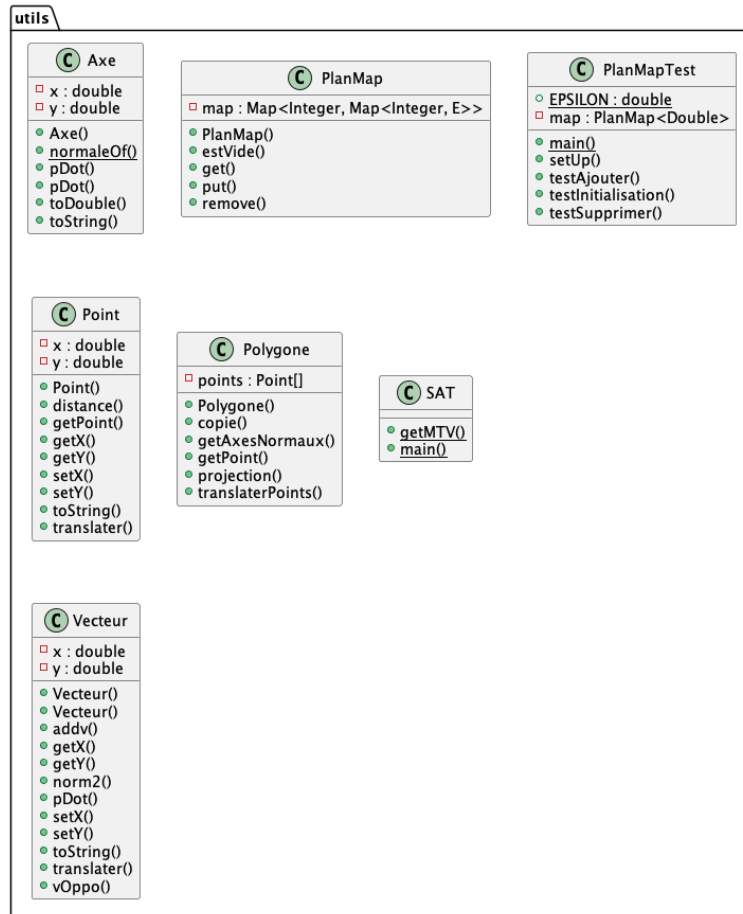 utils
C Axe
x : double
y : double
Axe()
normaleOf()
pDot()
pDot()
toDouble()
toString()
C PlanMap
map : Map<Integer, Map<Integer, E>>
PlanMap()
estVide()
get()
put()
remove()
C PlanMapTest
EPSILON : double
map : PlanMap<Double>
main()
setUp()
testAjouter()
testInitialisation()
testSupprimer()
C Point
x : double
y : double
Point()
distance()
getPoint()
getX()
getY()
setX()
setY()
toString()
translater()
C Polygone
points : Point[]
Polygone()
copie()
getAxesNormaux()
getPoint()
projection()
translaterPoints()
C SAT
getMTV()
main()
C Vecteur
x : double
y : double
Vecteur()
Vecteur()
addv()
getX()
getY()
norm2()
pDot()
setX()
setY()
toString()
translater()
vOppo()